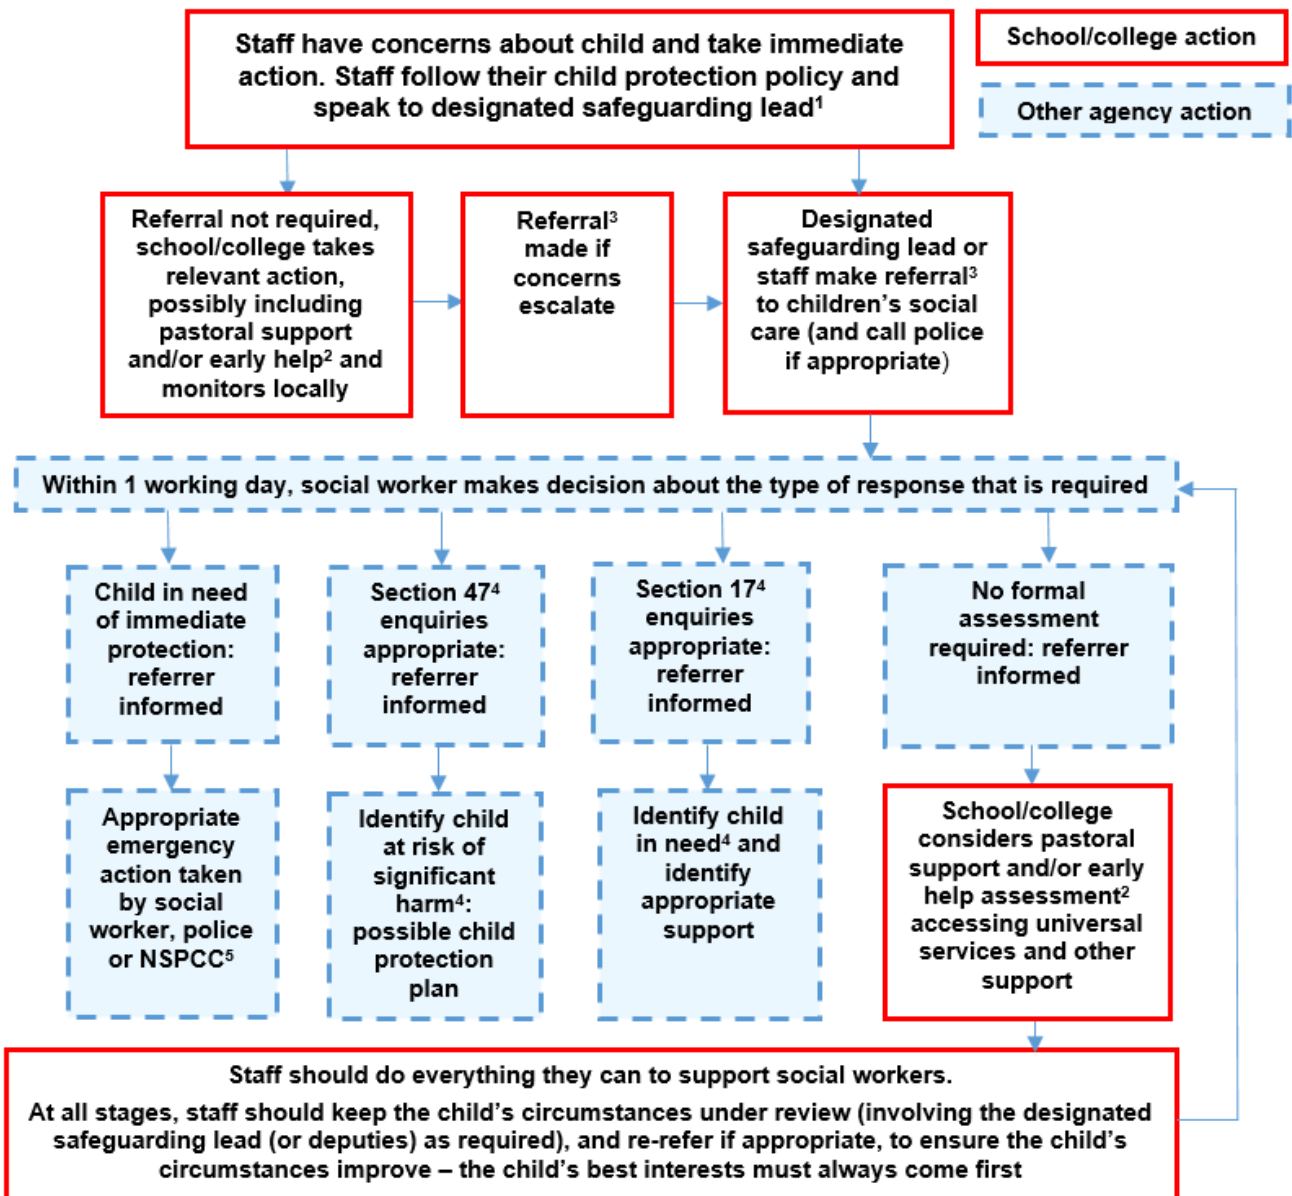 Staff have concerns about child and take immediate
action. Staff follow their child protection policy and
speak to designated safeguarding lead¹
School/college action
Other agency action
Referral not required,
school/college takes
relevant action,
possibly including
pastoral support
and/or early help² and
monitors locally
Referral³
made if
concerns
escalate
Designated
safeguarding lead or
staff make referral³
to children's social
care (and call police
if appropriate)
Within 1 working day, social worker makes decision about the type of response that is required
Child in need
of immediate
protection:
referrer
informed
Section 47⁴
enquiries
appropriate:
referrer
informed
Section 17⁴
enquiries
appropriate:
referrer
informed
No formal
assessment
required: referrer
informed
Appropriate
emergency
action taken
by social
worker, police
or NSPCC⁵
Identify child
at risk of
significant
harm⁴:
possible child
protection
plan
Identify child
in need⁴ and
identify
appropriate
support
School/college
considers pastoral
support and/or early
help assessment²
accessing universal
services and other
support
Staff should do everything they can to support social workers.
At all stages, staff should keep the child's circumstances under review (involving the designated
safeguarding lead (or deputies) as required), and re-refer if appropriate, to ensure the child's
circumstances improve – the child's best interests must always come first